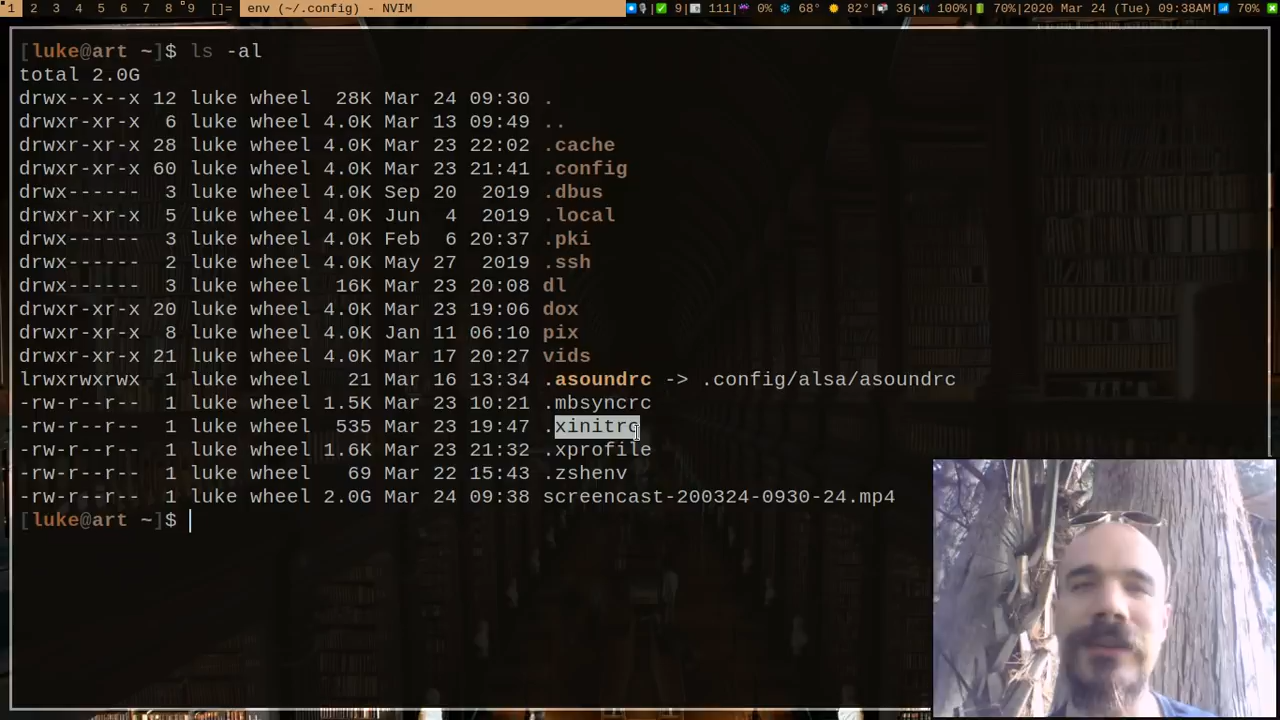 1 2 3 4 5 6 7 8 9 []= env (~/.config) - NVIM 9| 111| 0% 68° 82°| 36| 100%| 70%|2020 Mar 24 (Tue) 09:38AM| 70%
[luke@art ~]$ ls -al
total 2.0G
drwx--x--x 12 luke wheel 28K Mar 24 09:30 .
drwxr-xr-x 6 luke wheel 4.0K Mar 13 09:49 ..
drwxr-xr-x 28 luke wheel 4.0K Mar 23 22:02 .cache
drwxr-xr-x 60 luke wheel 4.0K Mar 23 21:41 .config
drwx------ 3 luke wheel 4.0K Sep 20 2019 .dbus
drwxr-xr-x 5 luke wheel 4.0K Jun 4 2019 .local
drwx------ 3 luke wheel 4.0K Feb 6 20:37 .pki
drwx------ 2 luke wheel 4.0K May 27 2019 .ssh
drwx------ 3 luke wheel 16K Mar 23 20:08 dl
drwxr-xr-x 20 luke wheel 4.0K Mar 23 19:06 dox
drwxr-xr-x 8 luke wheel 4.0K Jan 11 06:10 pix
drwxr-xr-x 21 luke wheel 4.0K Mar 17 20:27 vids
lrwxrwxrwx 1 luke wheel 21 Mar 16 13:34 .asoundrc -> .config/alsa/asoundrc
-rw-r--r-- 1 luke wheel 1.5K Mar 23 10:21 .mbsyncrc
-rw-r--r-- 1 luke wheel 535 Mar 23 19:47 .xinitrc
-rw-r--r-- 1 luke wheel 1.6K Mar 23 21:32 .xprofile
-rw-r--r-- 1 luke wheel 69 Mar 22 15:43 .zshenv
-rw-r--r-- 1 luke wheel 2.0G Mar 24 09:38 screencast-200324-0930-24.mp4
[luke@art ~]$